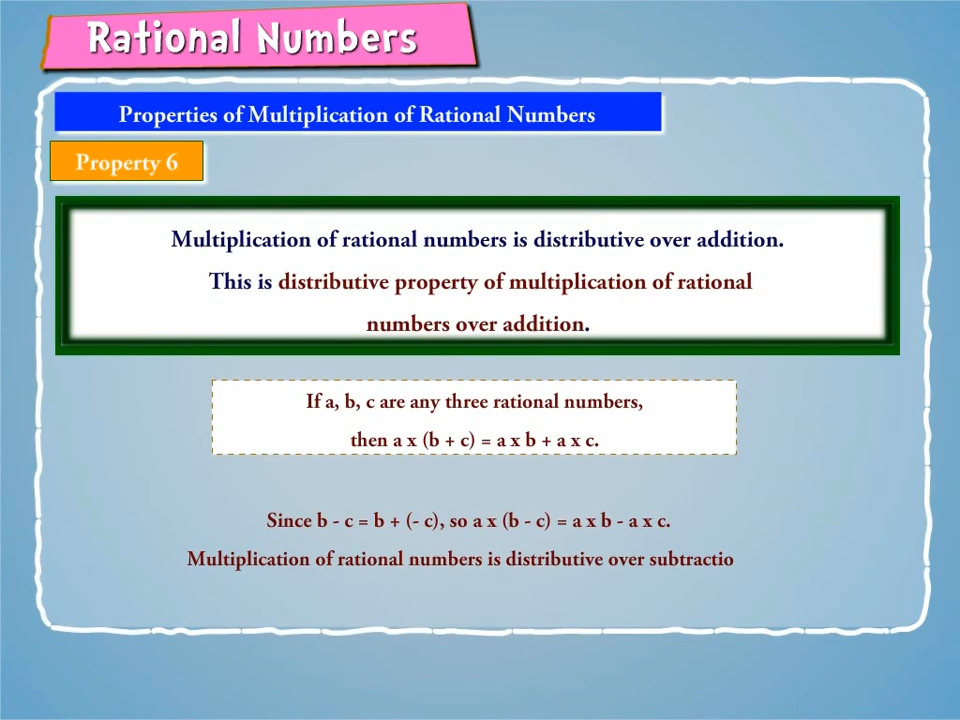 Rational Numbers
Properties of Multiplication of Rational Numbers
Property 6
Multiplication of rational numbers is distributive over addition.
This is distributive property of multiplication of rational
numbers over addition.
If a, b, c are any three rational numbers,
then a x (b + c) = a x b + a x c.
Since b - c = b + (- c), so a x (b - c) = a x b - a x c.
Multiplication of rational numbers is distributive over subtractio